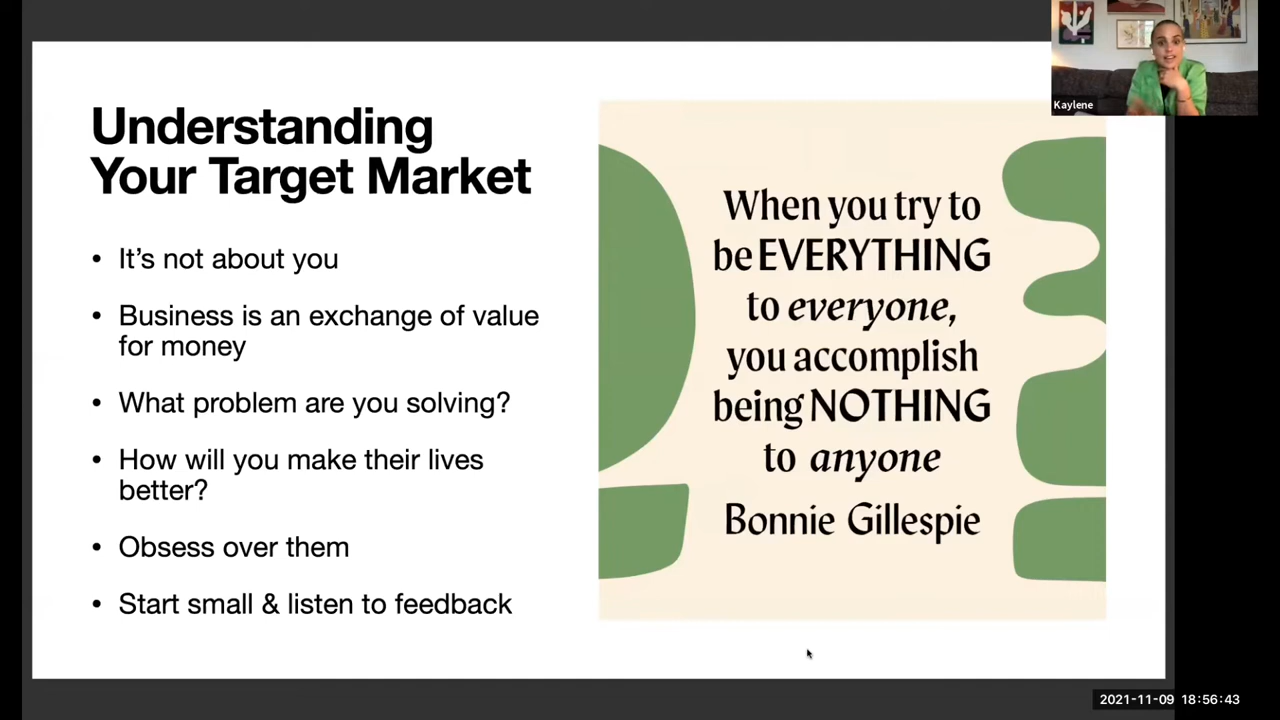 Understanding
Your Target Market
• It's not about you
• Business is an exchange of value
for money
• What problem are you solving?
• How will you make their lives
better?
• Obsess over them
• Start small & listen to feedback
When you try to
be EVERYTHING
to everyone,
you accomplish
being NOTHING
to anyone
Bonnie Gillespie
Kaylene
2021-11-09 18:56:43